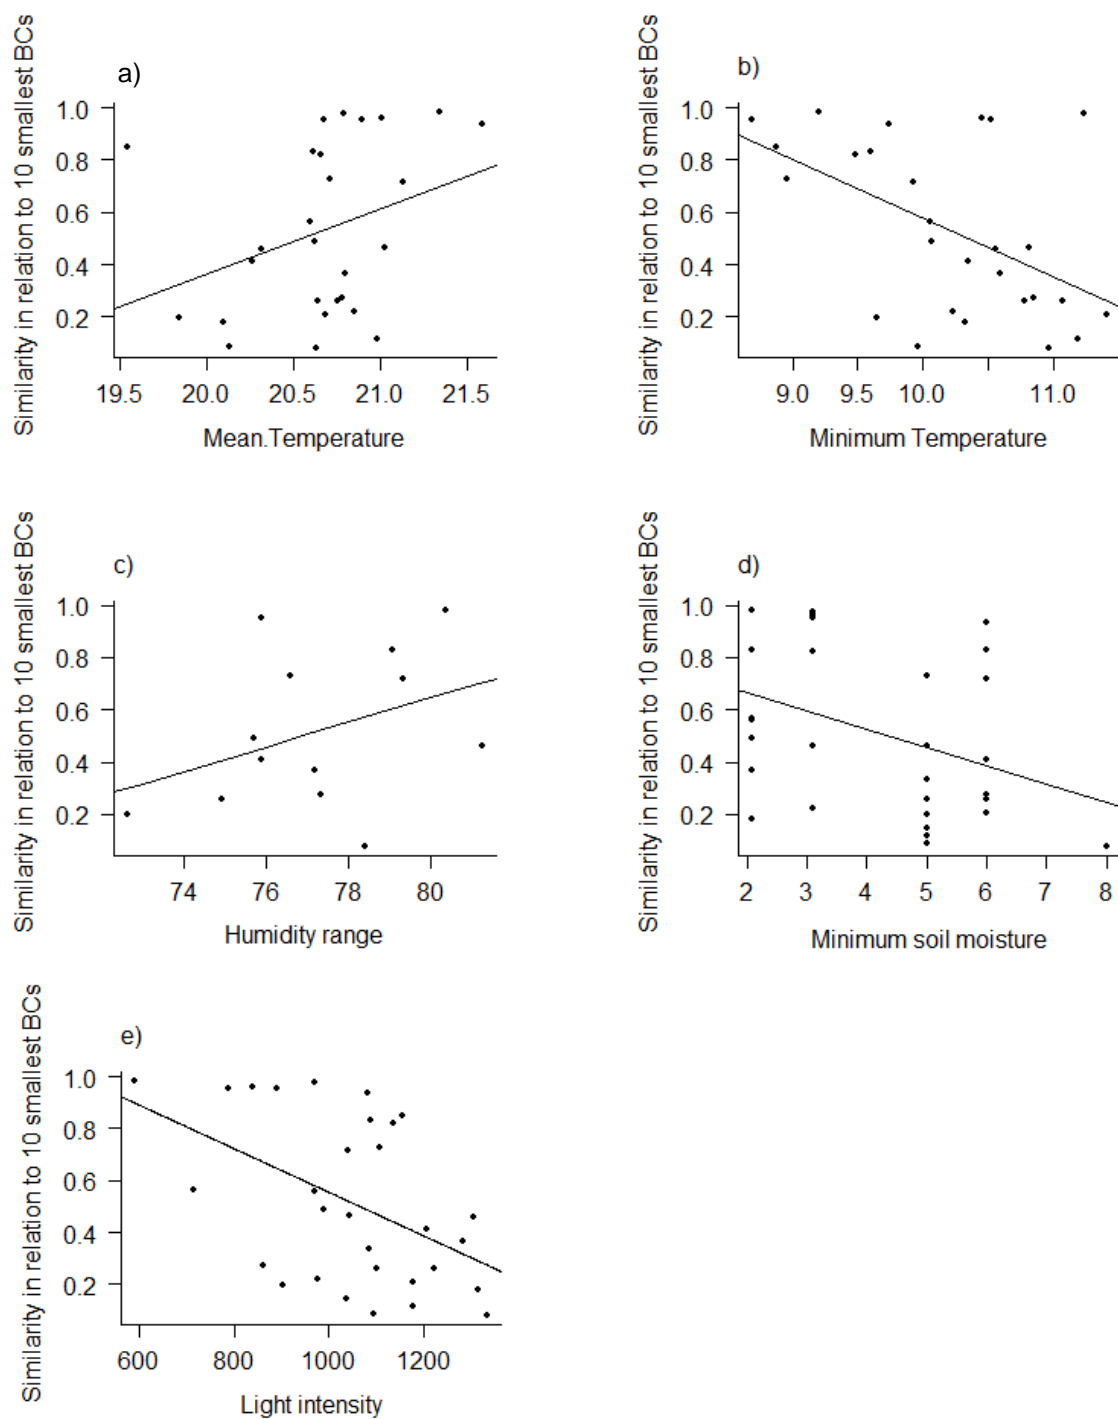 a)
Similarity in relation to 10 smallest BCs
1.0
0.8
0.6
0.4
0.2
19.5 20.0 20.5 21.0 21.5
Mean.Temperature
b)
Similarity in relation to 10 smallest BCs
1.0
0.8
0.6
0.4
0.2
9.0 9.5 10.0 11.0
Minimum Temperature
c)
Similarity in relation to 10 smallest BCs
1.0
0.8
0.6
0.4
0.2
74 76 78 80
Humidity range
d)
Similarity in relation to 10 smallest BCs
1.0
0.8
0.6
0.4
0.2
2 3 4 5 6 7 8
Minimum soil moisture
e)
Similarity in relation to 10 smallest BCs
1.0
0.8
0.6
0.4
0.2
600 800 1000 1200
Light intensity